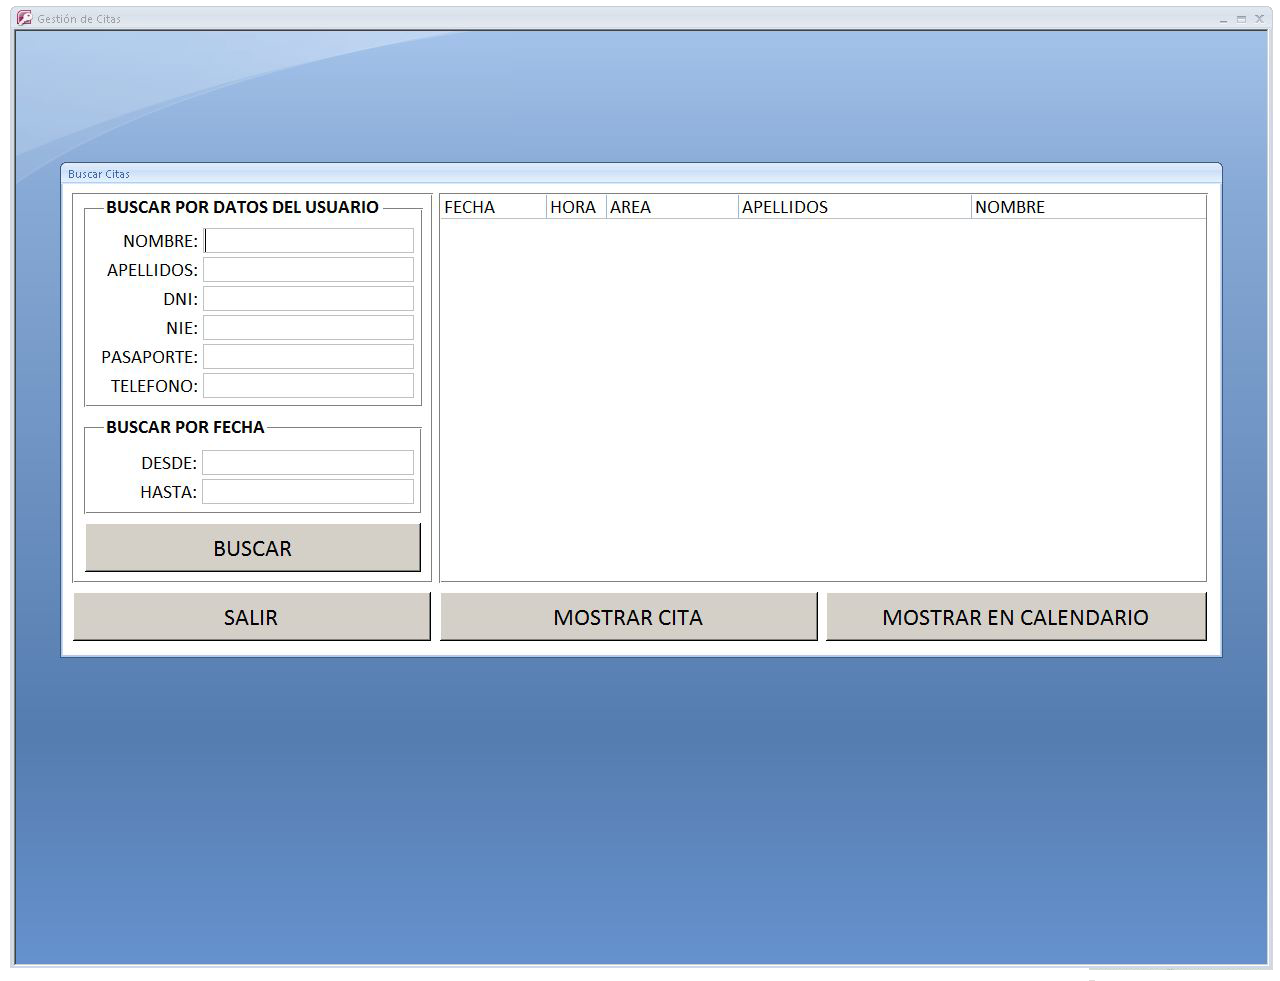 Gestión de Citas
Buscar Citas
BUSCAR POR DATOS DEL USUARIO
NOMBRE:
APELLIDOS:
DNI:
NIE:
PASAPORTE:
TELEFONO:
BUSCAR POR FECHA
DESDE:
HASTA:
BUSCAR
FECHA HORA AREA APELLIDOS NOMBRE
SALIR
MOSTRAR CITA
MOSTRAR EN CALENDARIO